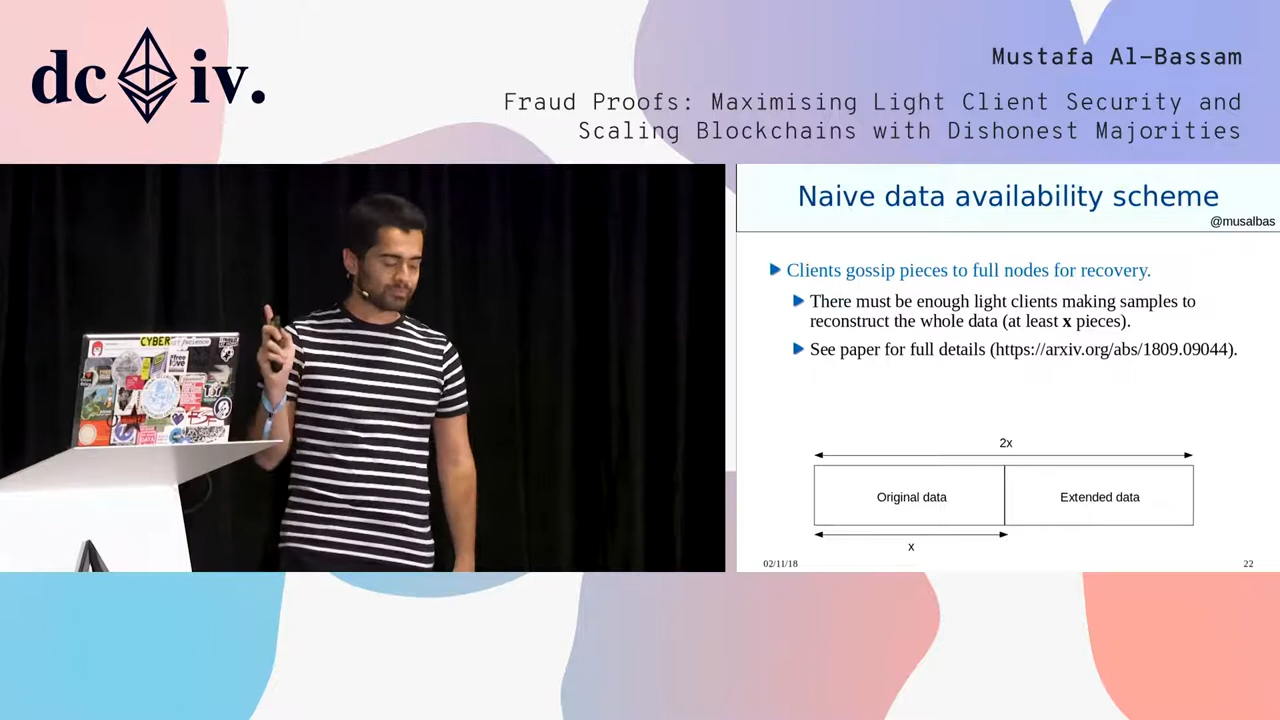 dc iv.
Mustafa Al-Bassam
Fraud Proofs: Maximising Light Client Security and
Scaling Blockchains with Dishonest Majorities
Naive data availability scheme
@musalbas
Clients gossip pieces to full nodes for recovery.
There must be enough light clients making samples to
reconstruct the whole data (at least x pieces).
See paper for full details (https://arxiv.org/abs/1809.09044).
2x
Original data
Extended data
x
02/11/18
22
CYBER